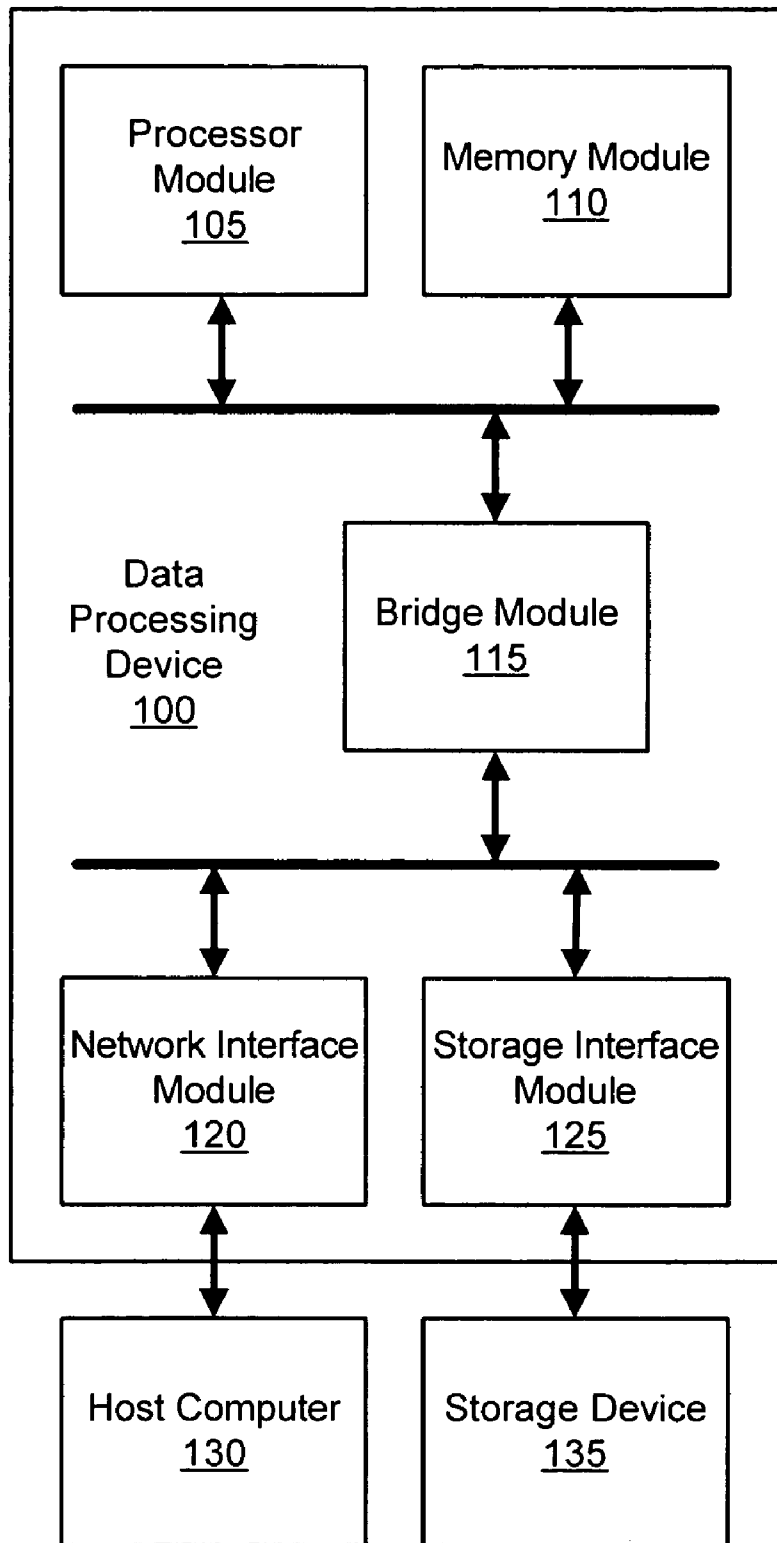 Processor
Module
105
Memory Module
110
Data
Processing
Device
100
Bridge Module
115
Network Interface
Module
120
Storage Interface
Module
125
Host Computer
130
Storage Device
135